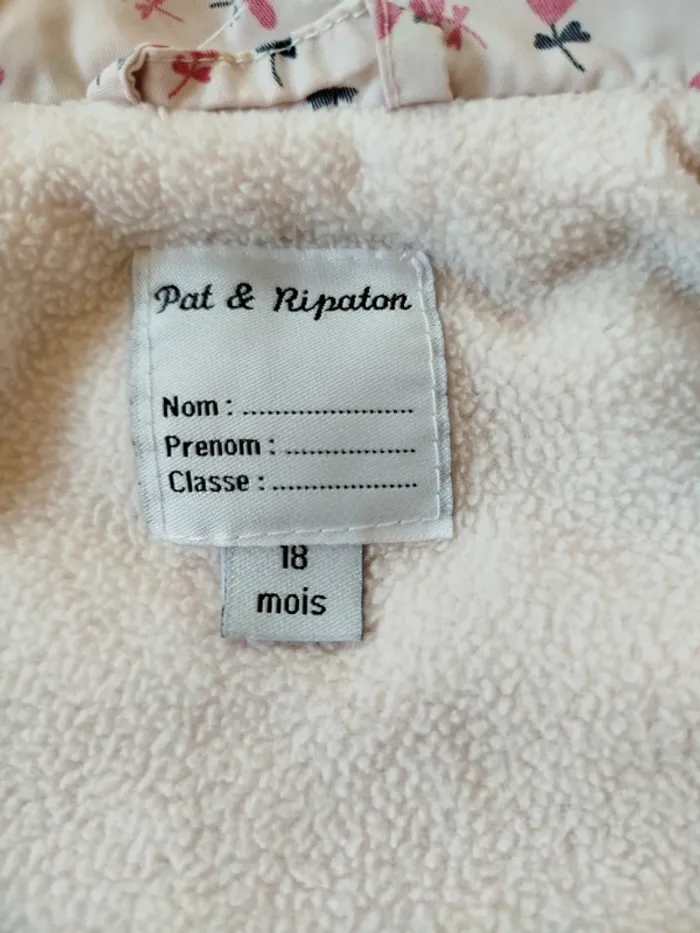 Pat & Ripaton
Nom : ......................
Prenom : .................
Classe : ...................
18
mois